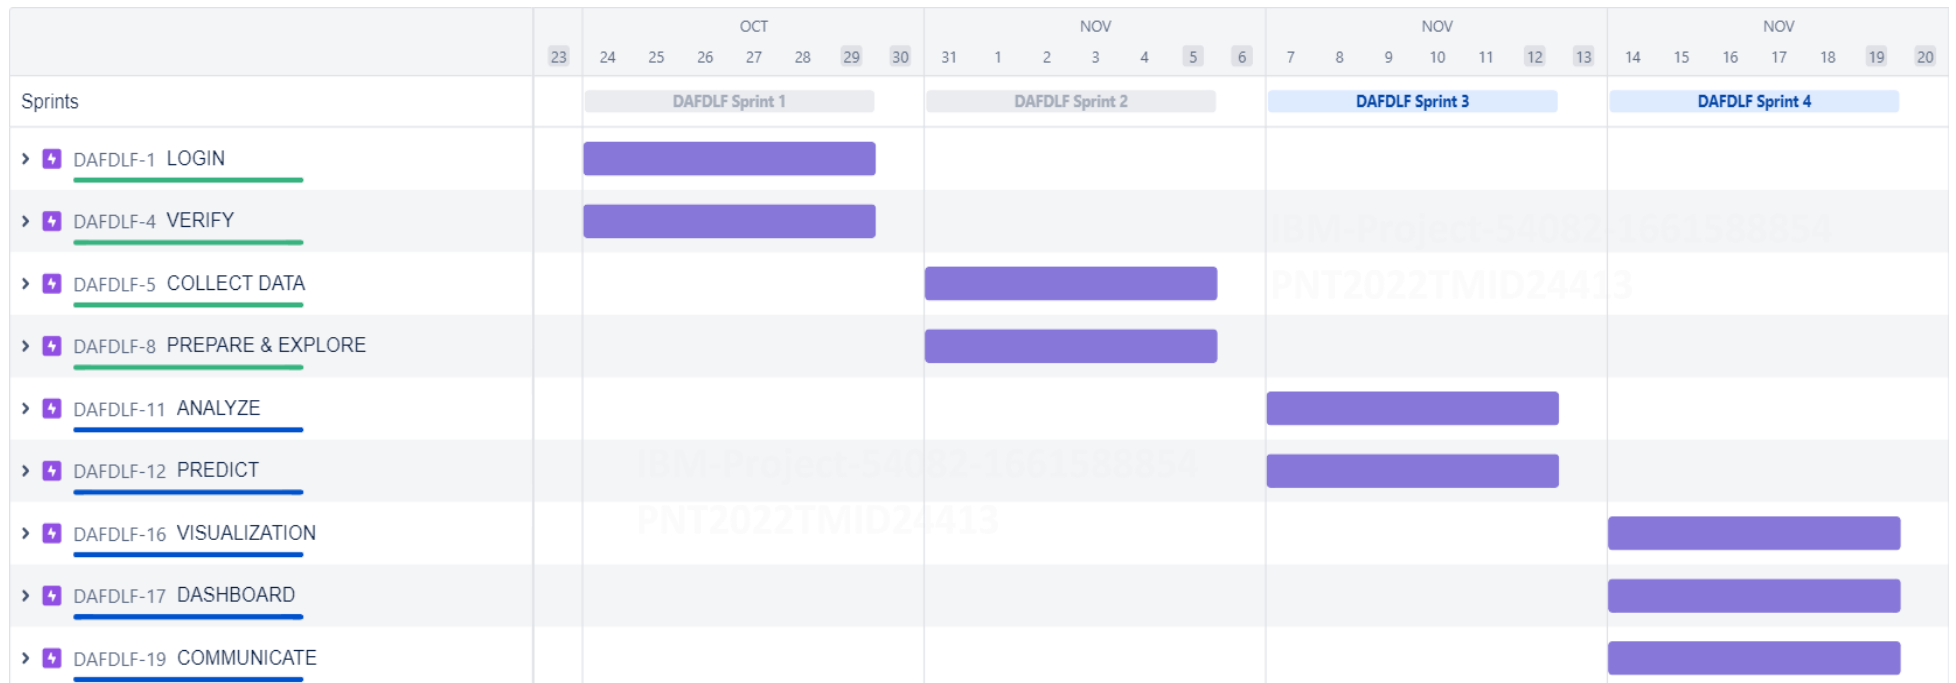 OCT NOV NOV NOV
23 24 25 26 27 28 29 30 31 1 2 3 4 5 6 7 8 9 10 11 12 13 14 15 16 17 18 19 20
Sprints DAFDLF Sprint 1 DAFDLF Sprint 2 DAFDLF Sprint 3 DAFDLF Sprint 4
DAFDLF-1 LOGIN
DAFDLF-4 VERIFY
IBM-Project-54082-1661588854
DAFDLF-5 COLLECT DATA
PNT2022TMID24413
DAFDLF-8 PREPARE & EXPLORE
DAFDLF-11 ANALYZE
DAFDLF-12 PREDICT
IBM-Project-54082-1661588854
PNT2022TMID24413
DAFDLF-16 VISUALIZATION
DAFDLF-17 DASHBOARD
DAFDLF-19 COMMUNICATE